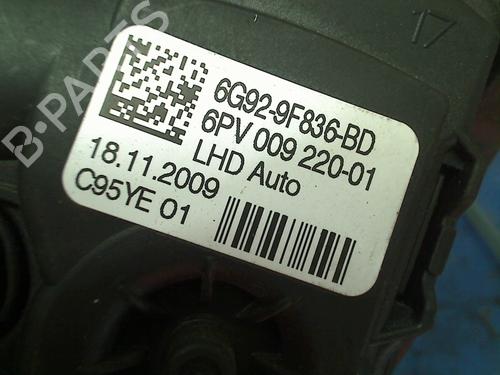 17
6G92-9F836-BD
6PV 009 220-01
LHD Auto
18.11.2009
C95YE 01
B-PARTS